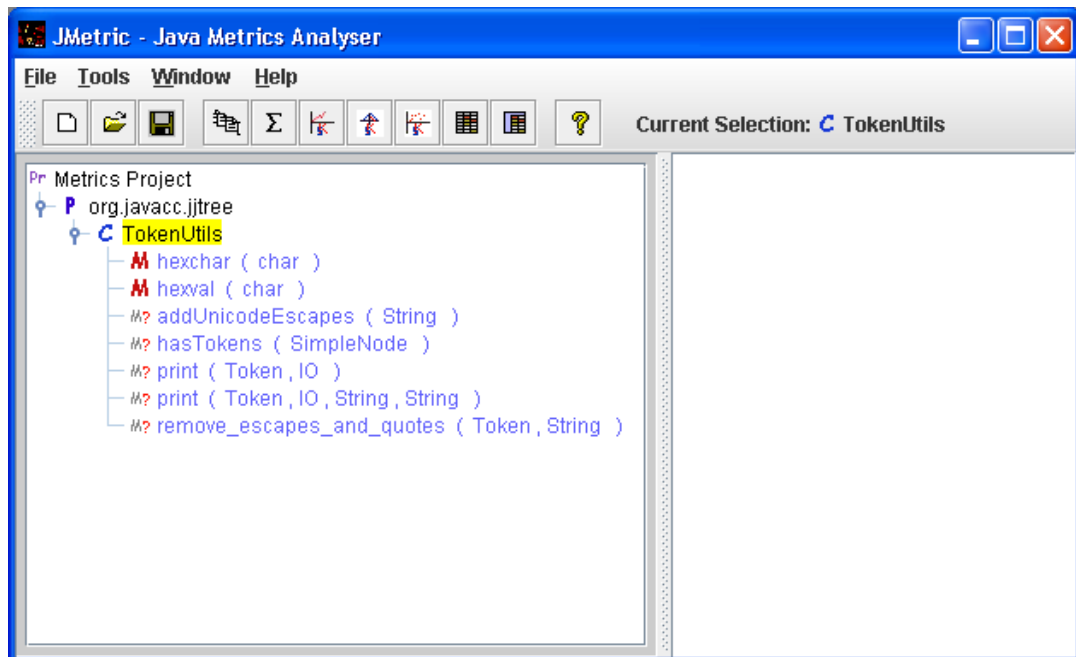 JMetric - Java Metrics Analyser
File Tools Window Help
Σ ? Current Selection: C TokenUtils
Pr Metrics Project
P org.javacc.jjtree
C TokenUtils
M hexchar ( char )
M hexval ( char )
M? addUnicodeEscapes ( String )
M? hasTokens ( SimpleNode )
M? print ( Token , IO )
M? print ( Token , IO , String , String )
M? remove_escapes_and_quotes ( Token , String )